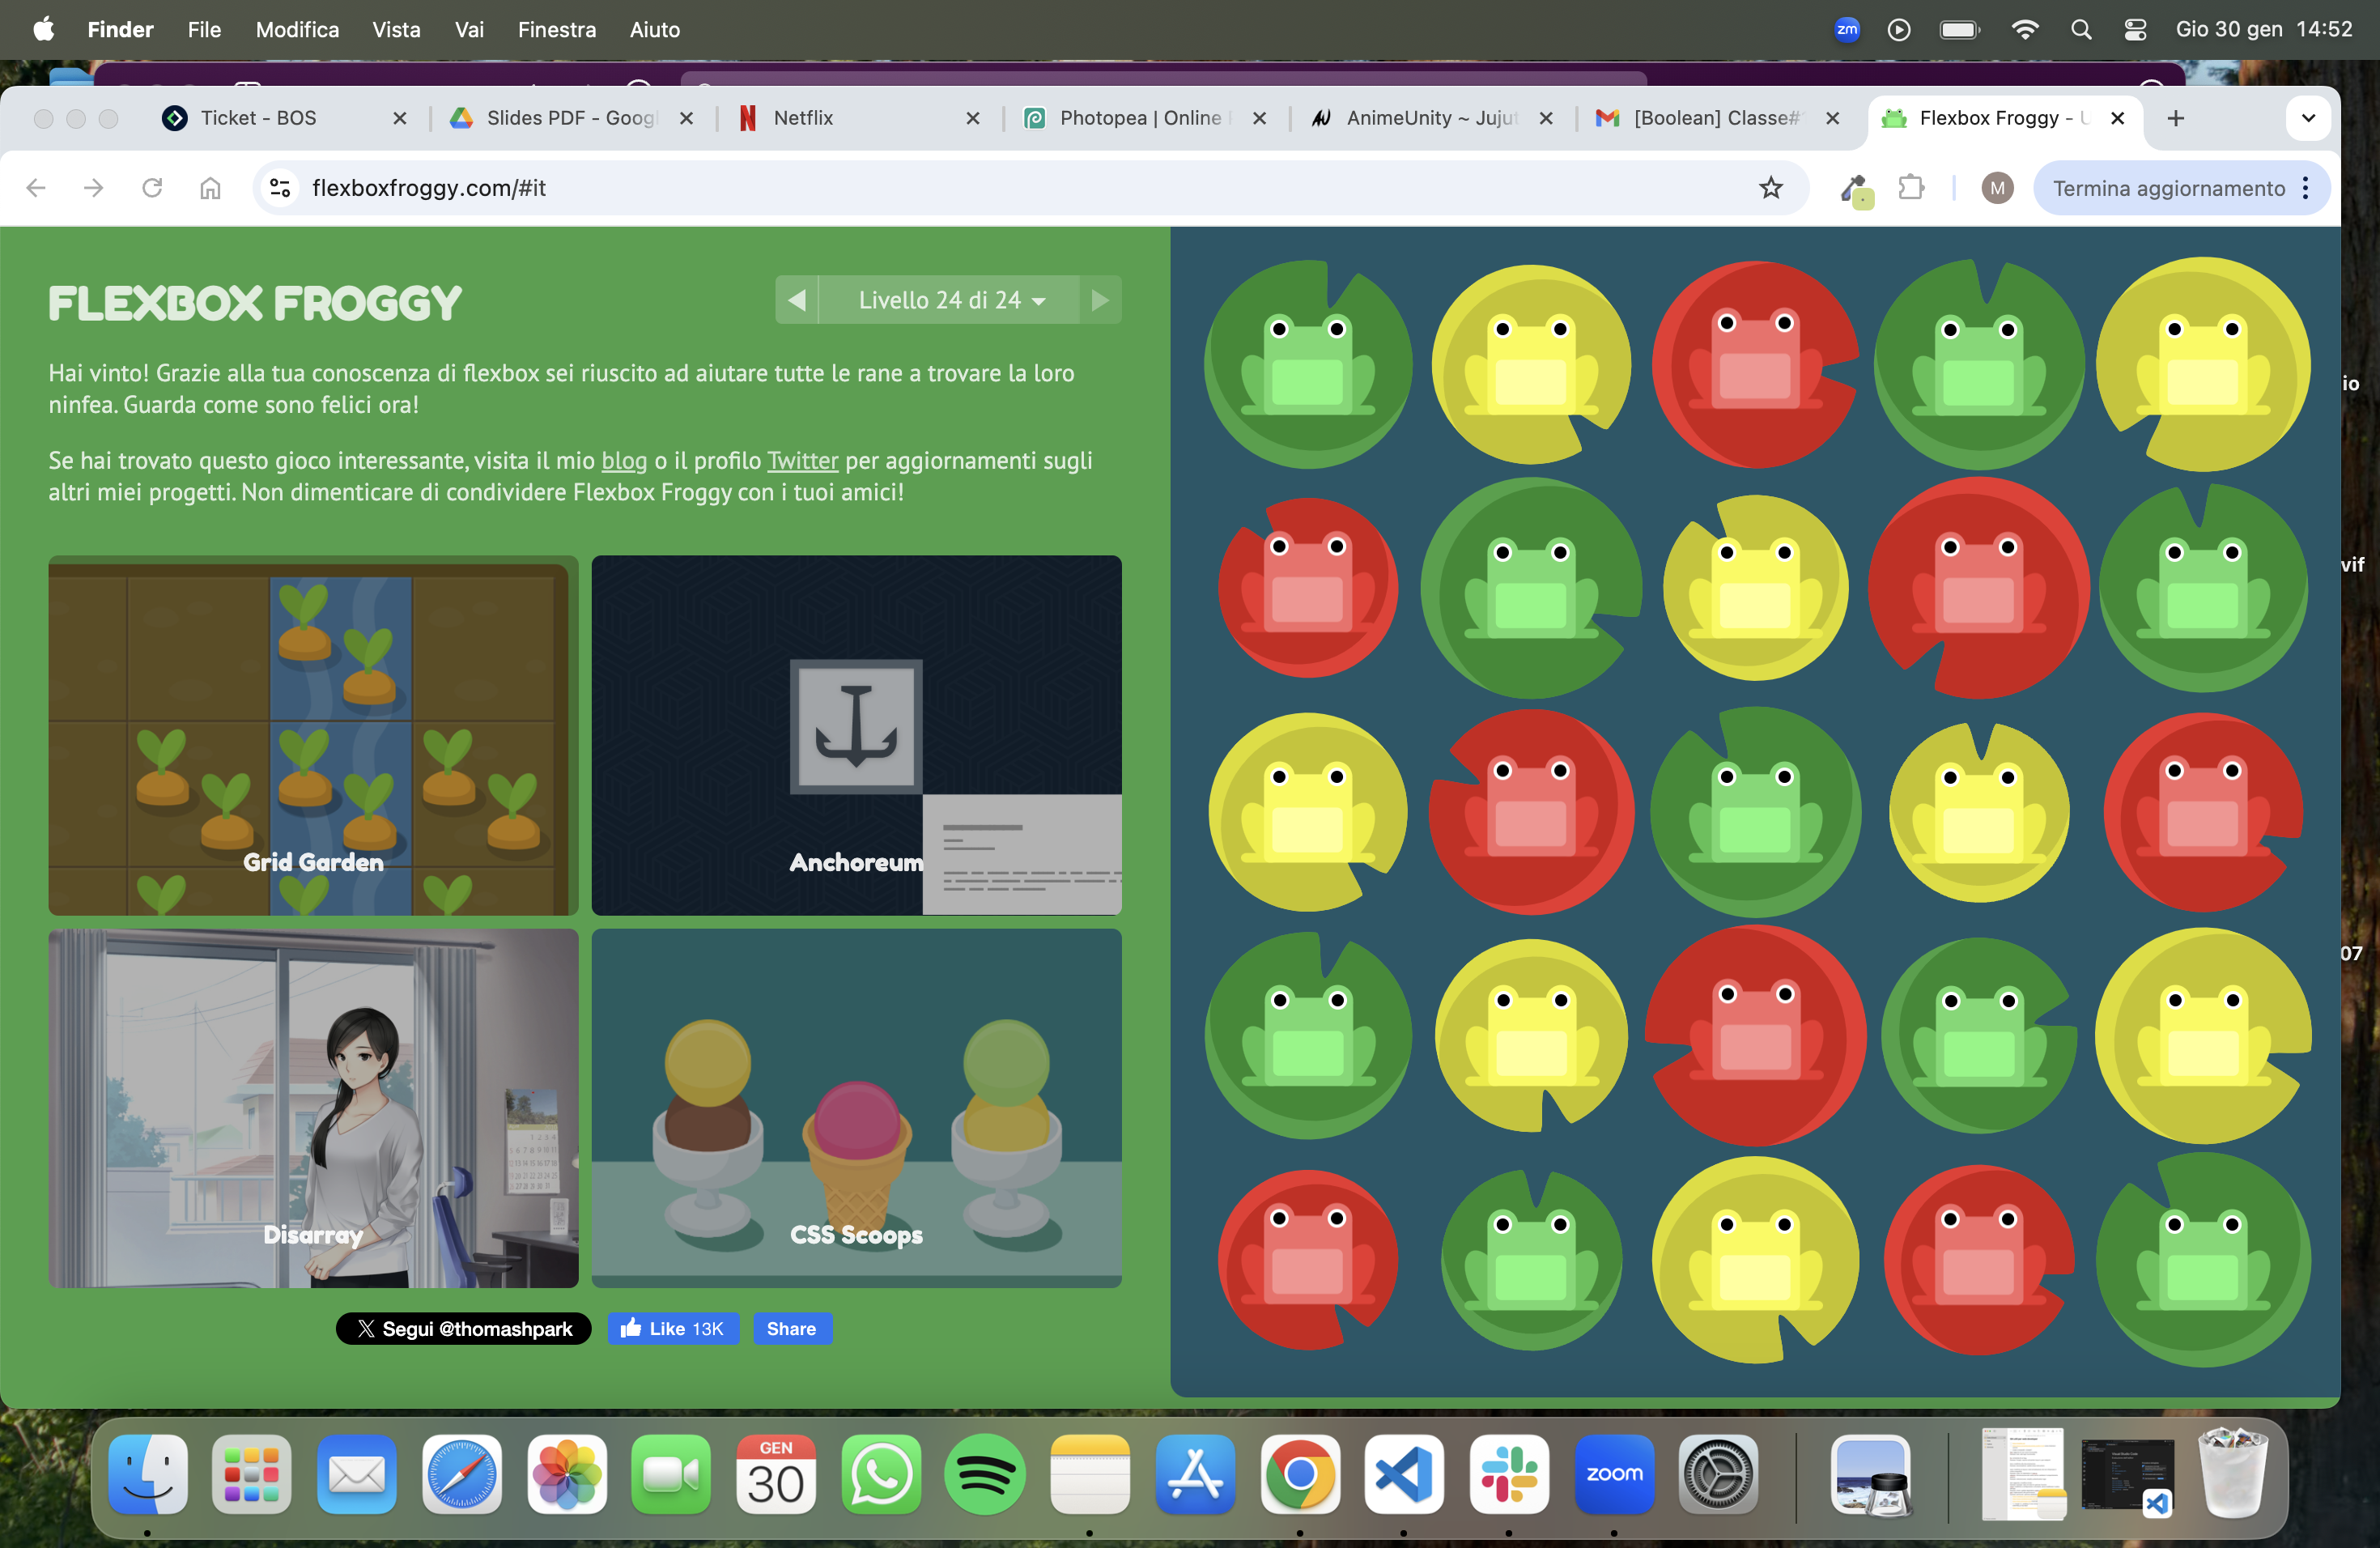 Finder File Modifica Vista Vai Finestra Aiuto zm Gio 30 gen 14:52
Ticket - BOS Slides PDF - Goog Netflix Photopea | Online AnimeUnity ~ Juju [Boolean] Classe# Flexbox Froggy - U
flexboxfroggy.com/#it M Termina aggiornamento
FLEXBOX FROGGY
Livello 24 di 24
Hai vinto! Grazie alla tua conoscenza di flexbox sei riuscito ad aiutare tutte le rane a trovare la loro
ninfea. Guarda come sono felici ora!
Se hai trovato questo gioco interessante, visita il mio blog o il profilo Twitter per aggiornamenti sugli
altri miei progetti. Non dimenticare di condividere Flexbox Froggy con i tuoi amici!
Grid Garden
Anchoreum
Disarray
CSS Scoops
Segui @thomashpark
Like 13K
Share
io
vif
07
GEN
30
zoom